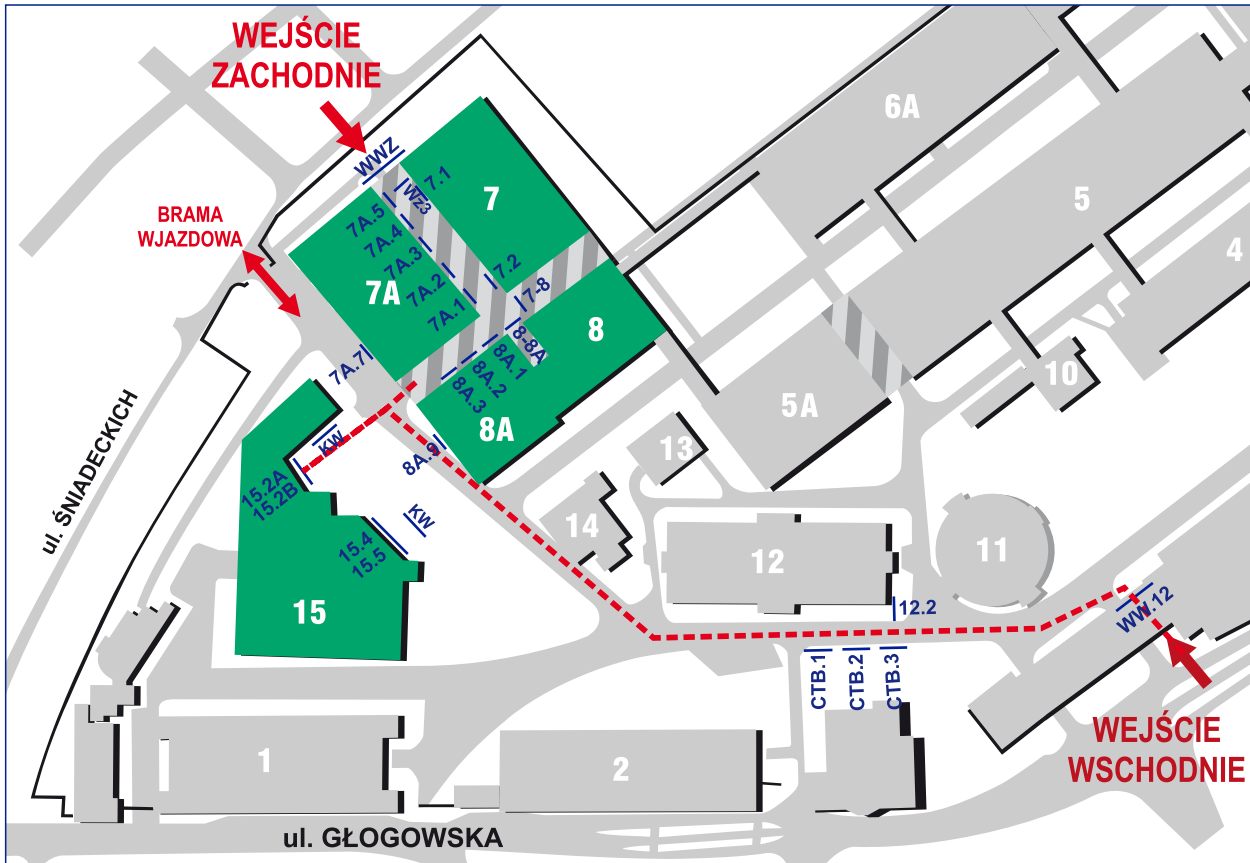 WEJŚCIE
ZACHODNIE
WWZ
Wz3
7.1
7
6A
5
4
BRAMA
WJAZDOWA
7A.5
7A.4
7A.3
7A.2
7A.1
7A
7.2
7-8
8
8-8A
8A.1
8A.2
8A.3
8A
7A.7
8A.9
5A
10
13
14
ul. ŚNIADECKICH
KW
15.2A
15.2B
KW
15.4
15.5
15
12
11
12.2
WW.12
CTB.1
CTB.2
CTB.3
WEJŚCIE
WSCHODNIE
1
2
ul. GŁOGOWSKA